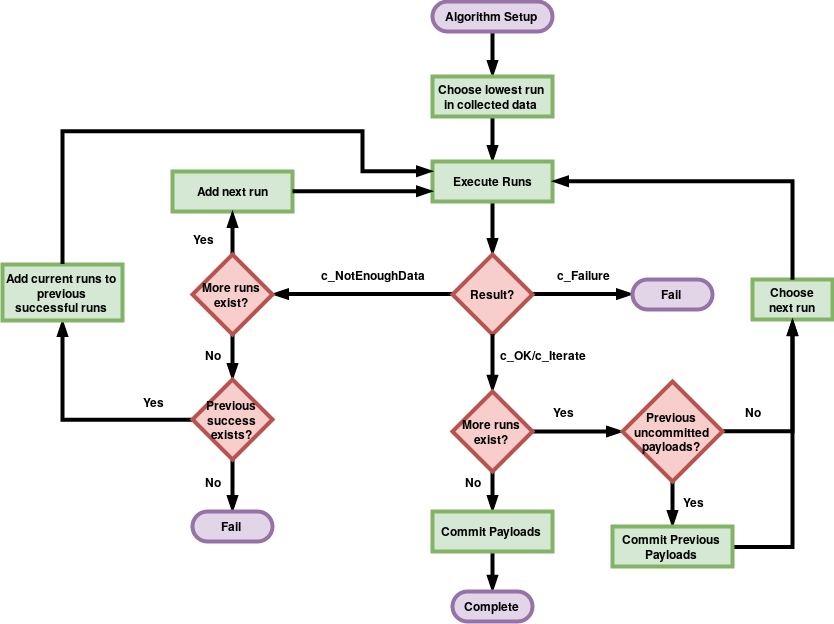 Algorithm Setup
Choose lowest run
in collected data
Execute Runs
Add next run
Yes
c_NotEnoughData
c_Failure
Add current runs to
previous
successful runs
More runs
exist?
Result?
Fail
Choose
next run
No
c_OK/c_Iterate
Yes
Previous
success
exists?
More runs
exist?
Yes
Previous
uncommitted
payloads?
No
No
No
Yes
Fail
Commit Payloads
Commit Previous
Payloads
Complete